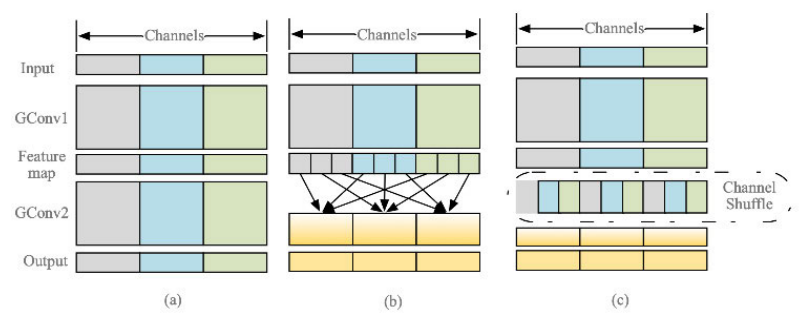 Channels
Channels
Channels
Input
GConv1
Feature
map
GConv2
Output
Channel
Shuffle
(a)
(b)
(c)